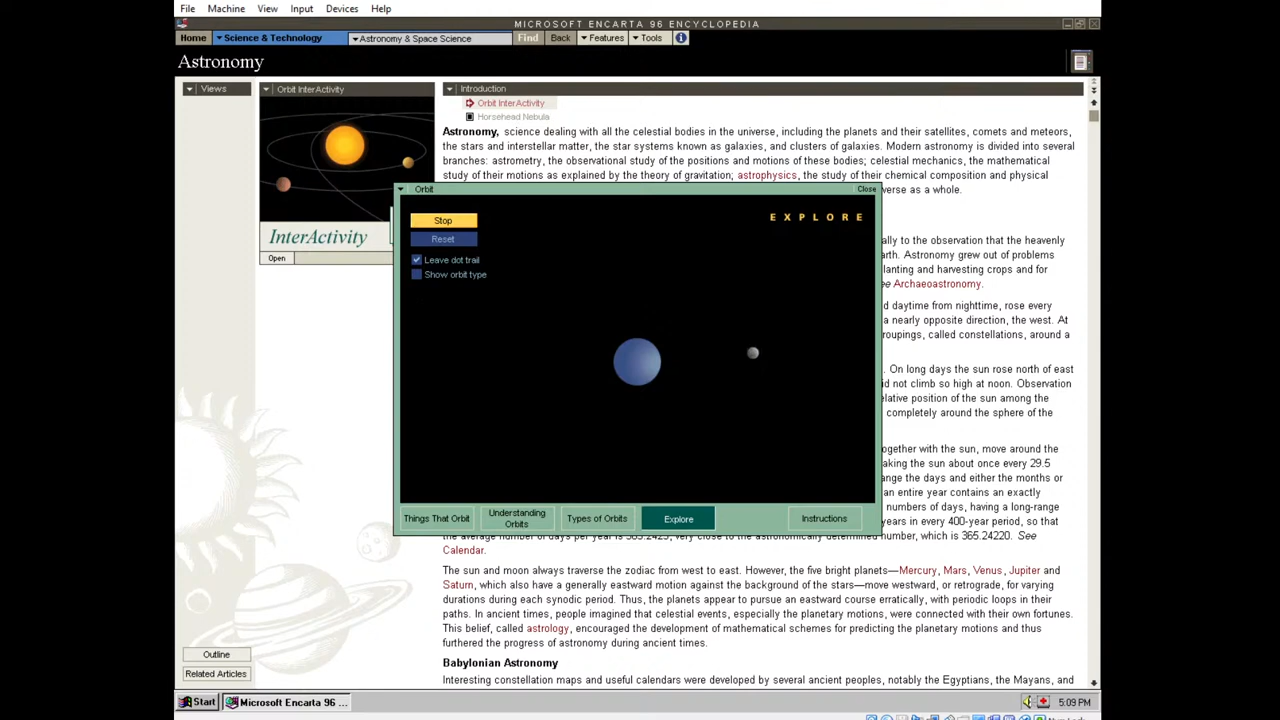 File Machine View Input Devices Help
MICROSOFT ENCARTA 96 ENCYCLOPEDIA
Home Science & Technology Astronomy & Space Science Find Back Features Tools
Astronomy
Views
Orbit InterActivity
InterActivity
Open
Introduction
Orbit InterActivity
Horsehead Nebula
Astronomy, science dealing with all the celestial bodies in the universe, including the planets and their satellites, comets and meteors,
the stars and interstellar matter, the star systems known as galaxies, and clusters of galaxies. Modern astronomy is divided into several
branches: astrometry, the observational study of the positions and motions of these bodies; celestial mechanics, the mathematical
study of their motions as explained by the theory of gravitation; astrophysics, the study of their chemical composition and physical
verse as a whole.
Orbit Close
Stop
Reset
Leave dot trail
Show orbit type
EXPLORE
Things That Orbit
Understanding
Orbits
Types of Orbits
Explore
Instructions
ally to the observation that the heavenly
arth. Astronomy grew out of problems
lanting and harvesting crops and for
ee Archaeoastronomy.
d daytime from nighttime, rose every
a nearly opposite direction, the west. At
roupings, called constellations, around a
. On long days the sun rose north of east
id not climb so high at noon. Observation
elative position of the sun among the
completely around the sphere of the
ogether with the sun, move around the
aking the sun about once every 29.5
ange the days and either the months or
an entire year contains an exactly
numbers of days, having a long-range
years in every 400-year period, so that
the average number of days per year is 365.2425, very close to the astronomically determined number, which is 365.24220. See
Calendar.
The sun and moon always traverse the zodiac from west to east. However, the five bright planets—Mercury, Mars, Venus, Jupiter and
Saturn, which also have a generally eastward motion against the background of the stars—move westward, or retrograde, for varying
durations during each synodic period. Thus, the planets appear to pursue an eastward course erratically, with periodic loops in their
paths. In ancient times, people imagined that celestial events, especially the planetary motions, were connected with their own fortunes.
This belief, called astrology, encouraged the development of mathematical schemes for predicting the planetary motions and thus
furthered the progress of astronomy during ancient times.
Babylonian Astronomy
Interesting constellation maps and useful calendars were developed by several ancient peoples, notably the Egyptians, the Mayans, and
Outline
Related Articles
Start Microsoft Encarta 96 ... 5:09 PM